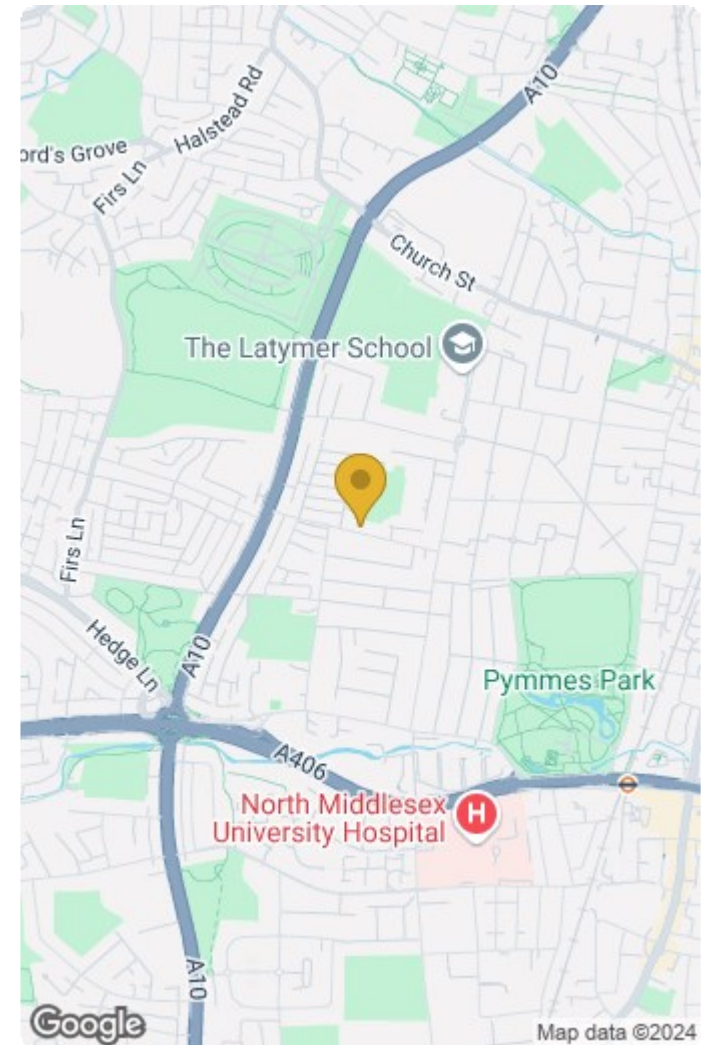 A10
Halstead Rd
ord's Grove
Firs Ln
Church St
The Latymer School
Firs Ln
Hedge Ln
A10
Pymmes Park
A406
North Middlesex
University Hospital
H
A10
Google
Map data ©2024